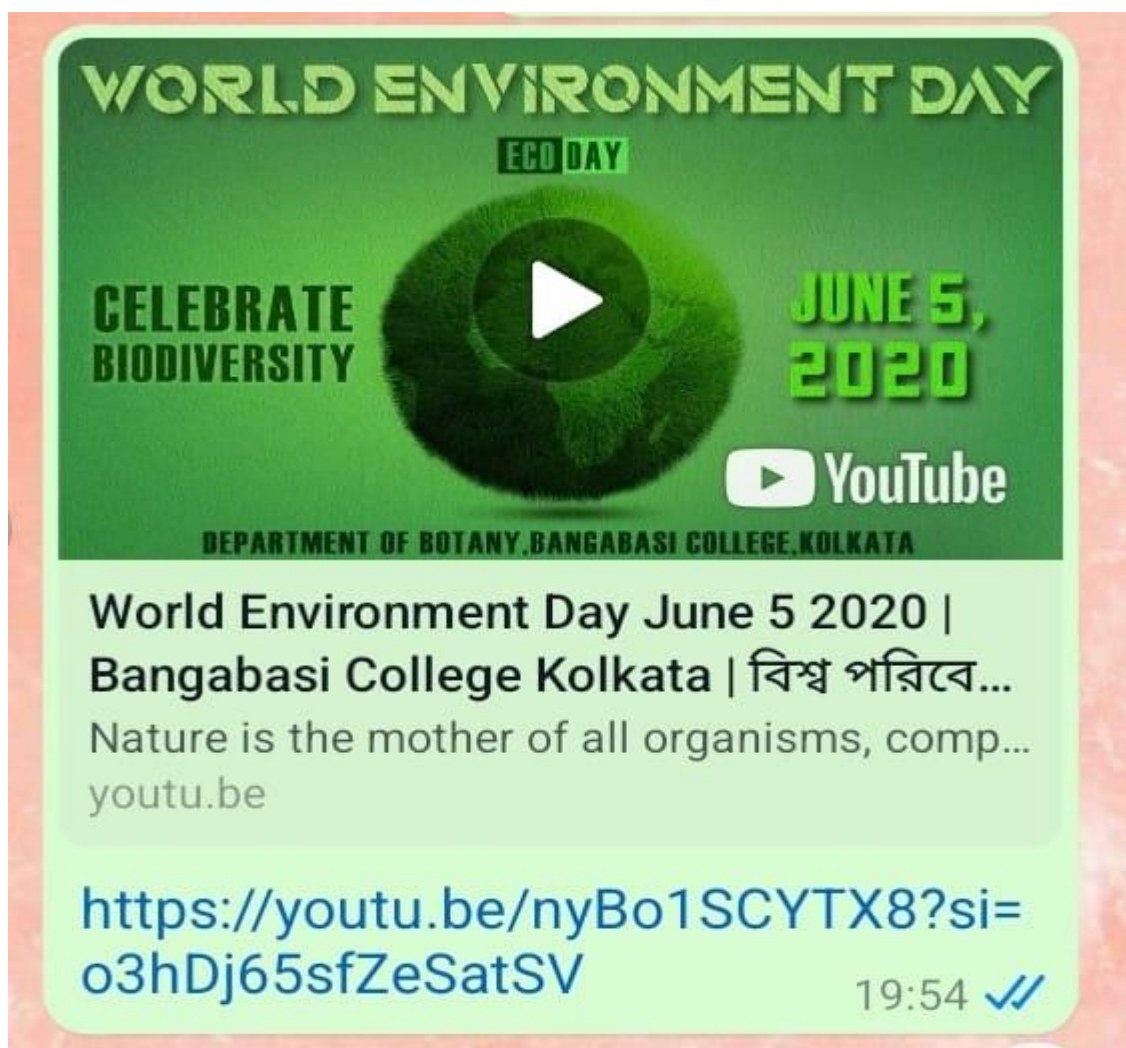 WORLD ENVIRONMENT DAY
ECO DAY
CELEBRATE
BIODIVERSITY
JUNE 5,
2020
YouTube
DEPARTMENT OF BOTANY,BANGABASI COLLEGE,KOLKATA
World Environment Day June 5 2020 |
Bangabasi College Kolkata | বিশ্ব পরিবে...
Nature is the mother of all organisms, comp...
youtu.be
https://youtu.be/nyBo1SCYTX8?si=
o3hDj65sfZeSatSV
19:54